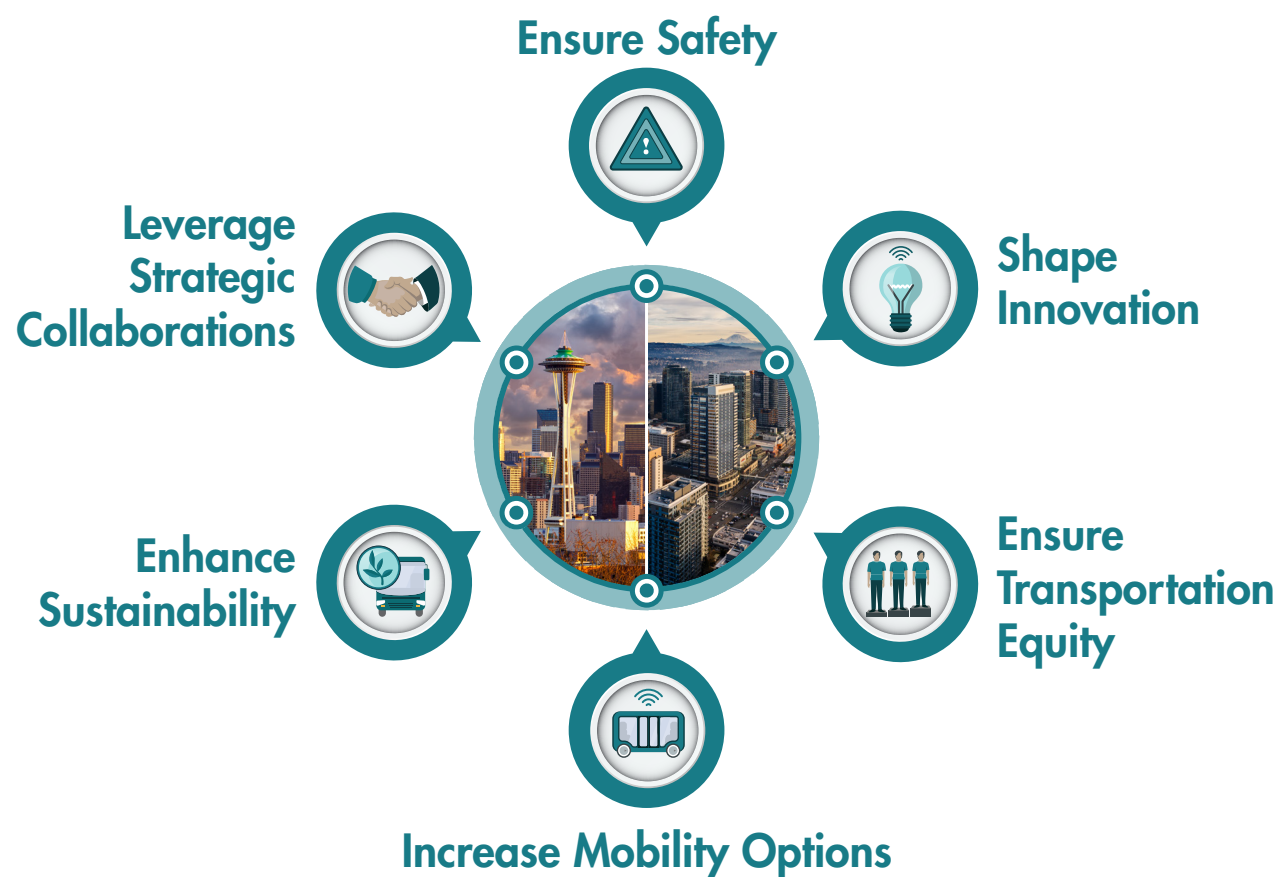 Ensure Safety
Shape
Innovation
Ensure
Transportation
Equity
Increase Mobility Options
Enhance
Sustainability
Leverage
Strategic
Collaborations